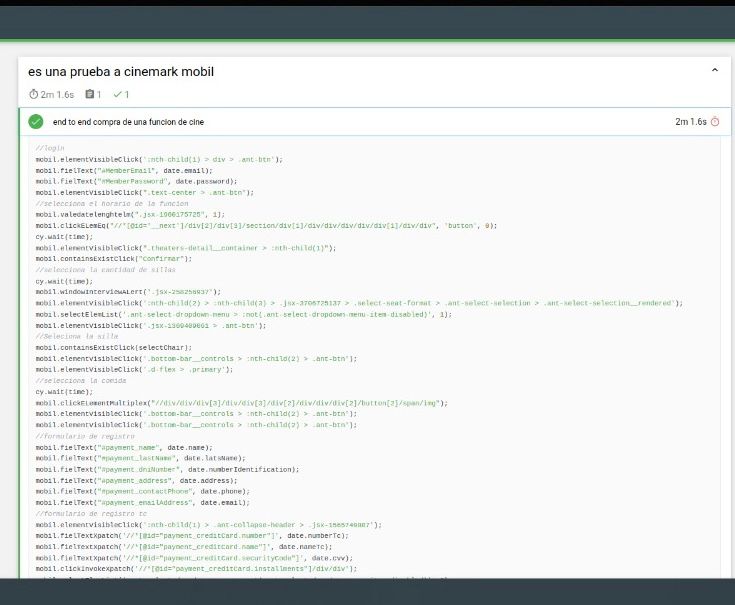 es una prueba a cinemark mobil
2m 1.6s 1 1
end to end compra de una funcion de cine 2m 1.6s
//login
mobil.elementVisibleClick(':nth-child(1) > div > .ant-btn');
mobil.fielText("#MemberEmail", date.email);
mobil.fielText("#MemberPassword", date.password);
mobil.elementVisibleClick(".text-center > .ant-btn");
//selecciona el horario de la funcion
mobil.valedatelenghtelm(".jsx-1966175725", 1);
mobil.clickELemEq("//*[@id='__next']/div[2]/div[3]/section/div[1]/div/div/div/div/div[1]/div/div", 'button', 0);
cy.wait(time);
mobil.elementVisibleClick(".theaters-detail__container > :nth-child(1)");
mobil.containsExistClick("Confirmar");
//selecciona la cantidad de sillas
cy.wait(time);
mobil.windowInterviewALert('.jsx-258256937');
mobil.elementVisibleClick(':nth-child(2) > :nth-child(3) > .jsx-3706725137 > .select-seat-format > .ant-select-selection > .ant-select-selection__rendered');
mobil.selectElemList('.ant-select-dropdown-menu > :not(.ant-select-dropdown-menu-item-disabled)', 1);
mobil.elementVisibleClick('.jsx-1369409061 > .ant-btn');
//Seleciona la silla
mobil.containsExistClick(selectChair);
mobil.elementVisibleClick('.bottom-bar__controls > :nth-child(2) > .ant-btn');
mobil.elementVisibleClick('.d-flex > .primary');
//selecciona la comida
cy.wait(time);
mobil.clickELementMultiplex("//div/div/div[3]/div/div[3]/div[2]/div/div/div[2]/button[2]/span/img");
mobil.elementVisibleClick('.bottom-bar__controls > :nth-child(2) > .ant-btn');
mobil.elementVisibleClick('.bottom-bar__controls > :nth-child(2) > .ant-btn');
//formulario de registro
mobil.fielText("#payment_name", date.name);
mobil.fielText("#payment_lastName", date.latsName);
mobil.fielText("#payment_dniNumber", date.numberIdentification);
mobil.fielText("#payment_address", date.address);
mobil.fielText("#payment_contactPhone", date.phone);
mobil.fielText("#payment_emailAddress", date.email);
//formulario de registro tc
mobil.elementVisibleClick(':nth-child(1) > .ant-collapse-header > .jsx-1565749887');
mobil.fielTextXpatch('//*[@id="payment_creditCard.number"]', date.numberTc);
mobil.fielTextXpatch('//*[@id="payment_creditCard.name"]', date.nameTc);
mobil.fielTextXpatch('//*[@id="payment_creditCard.securityCode"]', date.cvv);
mobil.clickInvokeXpatch('//*[@id="payment_creditCard.installments"]/div/div');